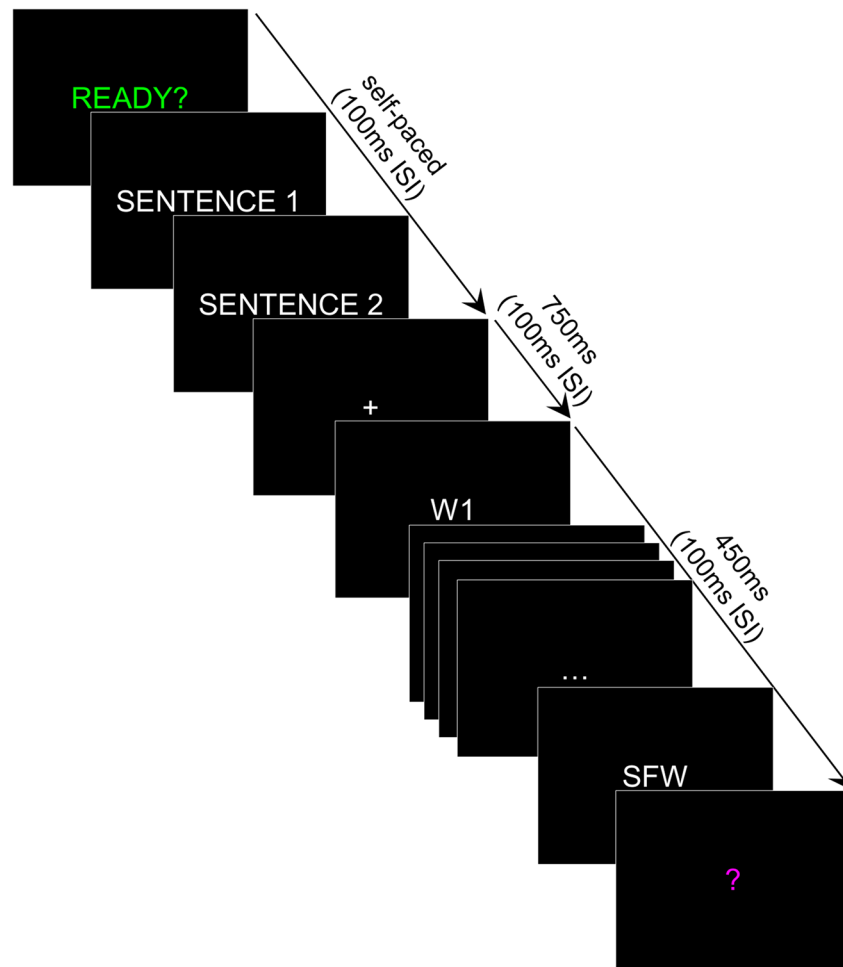 READY?
self-paced
(100ms ISI)
SENTENCE 1
SENTENCE 2
750ms
(100ms ISI)
+
W1
450ms
(100ms ISI)
...
SFW
?